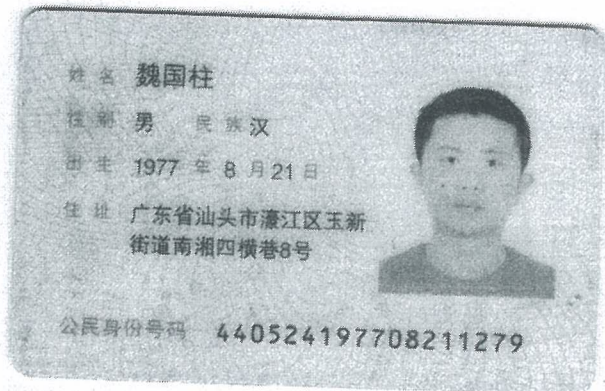 姓名 魏国柱
性别 男 民族 汉
出生 1977 年 8 月 21 日
住址 广东省汕头市濠江区玉新
街道南湘四横巷8号
公民身份号码 440524197708211279